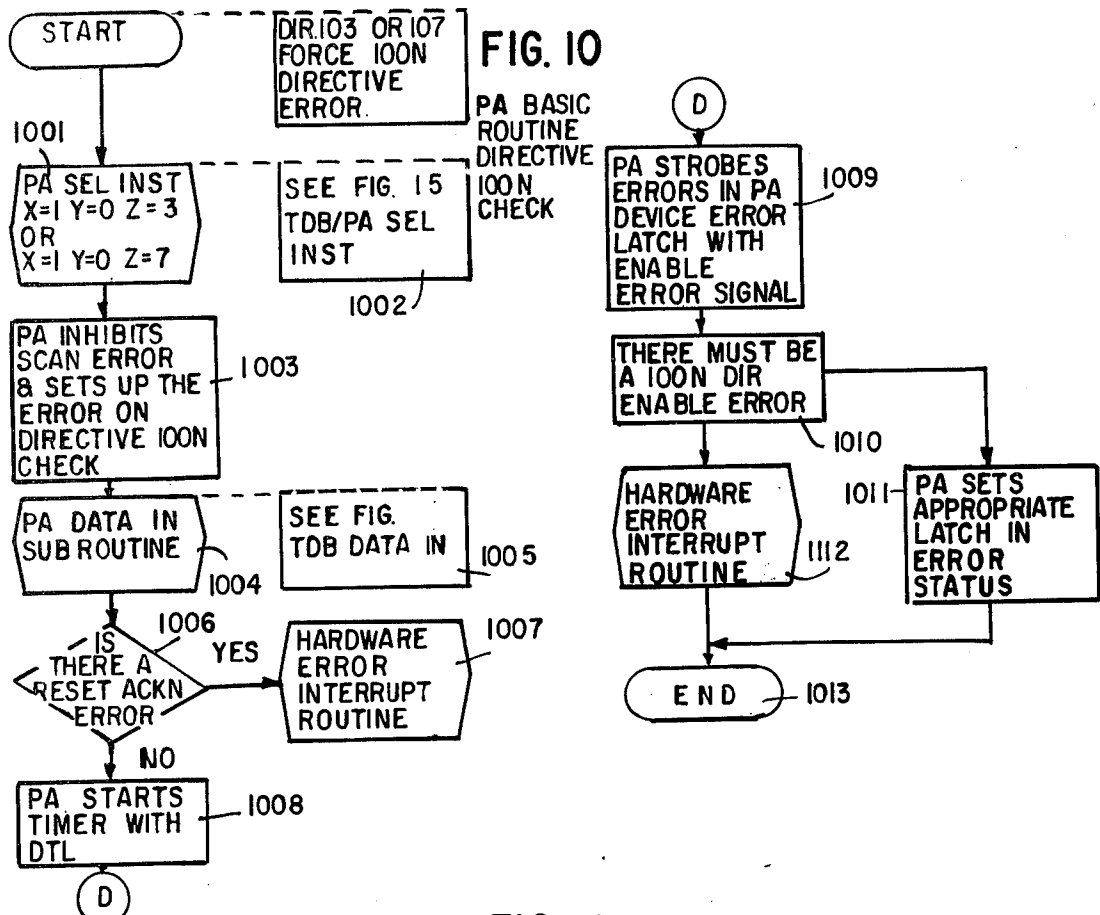 START
DIR.103 OR 107
FORCE 100N
DIRECTIVE
ERROR.
FIG. 10
PA BASIC
ROUTINE
DIRECTIVE
100N
CHECK
1001
PA SEL INST
X=1 Y=0 Z=3
OR
X=1 Y=0 Z=7
SEE FIG. 15
TDB/PA SEL
INST
1002
PA INHIBITS
SCAN ERROR
& SETS UP THE
ERROR ON
DIRECTIVE 100N
CHECK
1003
PA DATA IN
SUB ROUTINE
1004
SEE FIG.
TDB DATA IN
1005
1006
IS
THERE A
RESET ACKN
ERROR
YES
HARDWARE
ERROR
INTERRUPT
ROUTINE
1007
NO
PA STARTS
TIMER WITH
DTL
1008
D
D
PA STROBES
ERRORS IN PA
DEVICE ERROR
LATCH WITH
ENABLE
ERROR SIGNAL
1009
THERE MUST BE
A 100N DIR
ENABLE ERROR
1010
HARDWARE
ERROR
INTERRUPT
ROUTINE
1112
1011
PA SETS
APPROPRIATE
LATCH IN
ERROR
STATUS
END
1013